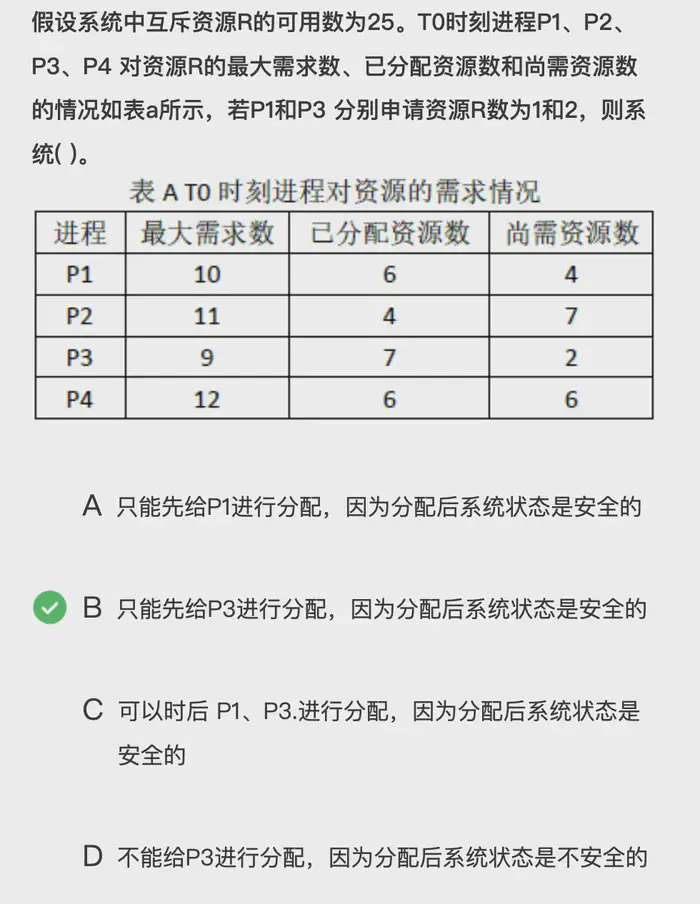 假设系统中互斥资源R的可用数为25。T0时刻进程P1、P2、
P3、P4 对资源R的最大需求数、已分配资源数和尚需资源数
的情况如表a所示，若P1和P3 分别申请资源R数为1和2，则系
统( )。
表 A T0 时刻进程对资源的需求情况
进程 最大需求数 已分配资源数 尚需资源数
P1 10 6 4
P2 11 4 7
P3 9 7 2
P4 12 6 6
A 只能先给P1进行分配，因为分配后系统状态是安全的
B 只能先给P3进行分配，因为分配后系统状态是安全的
C 可以时后 P1、P3.进行分配，因为分配后系统状态是
安全的
D 不能给P3进行分配，因为分配后系统状态是不安全的